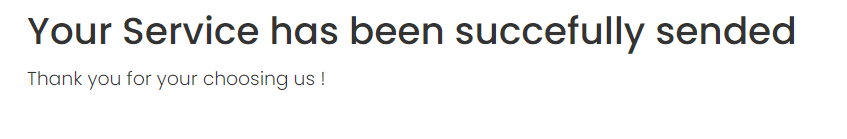 Your Service has been succefully sended
Thank you for your choosing us !